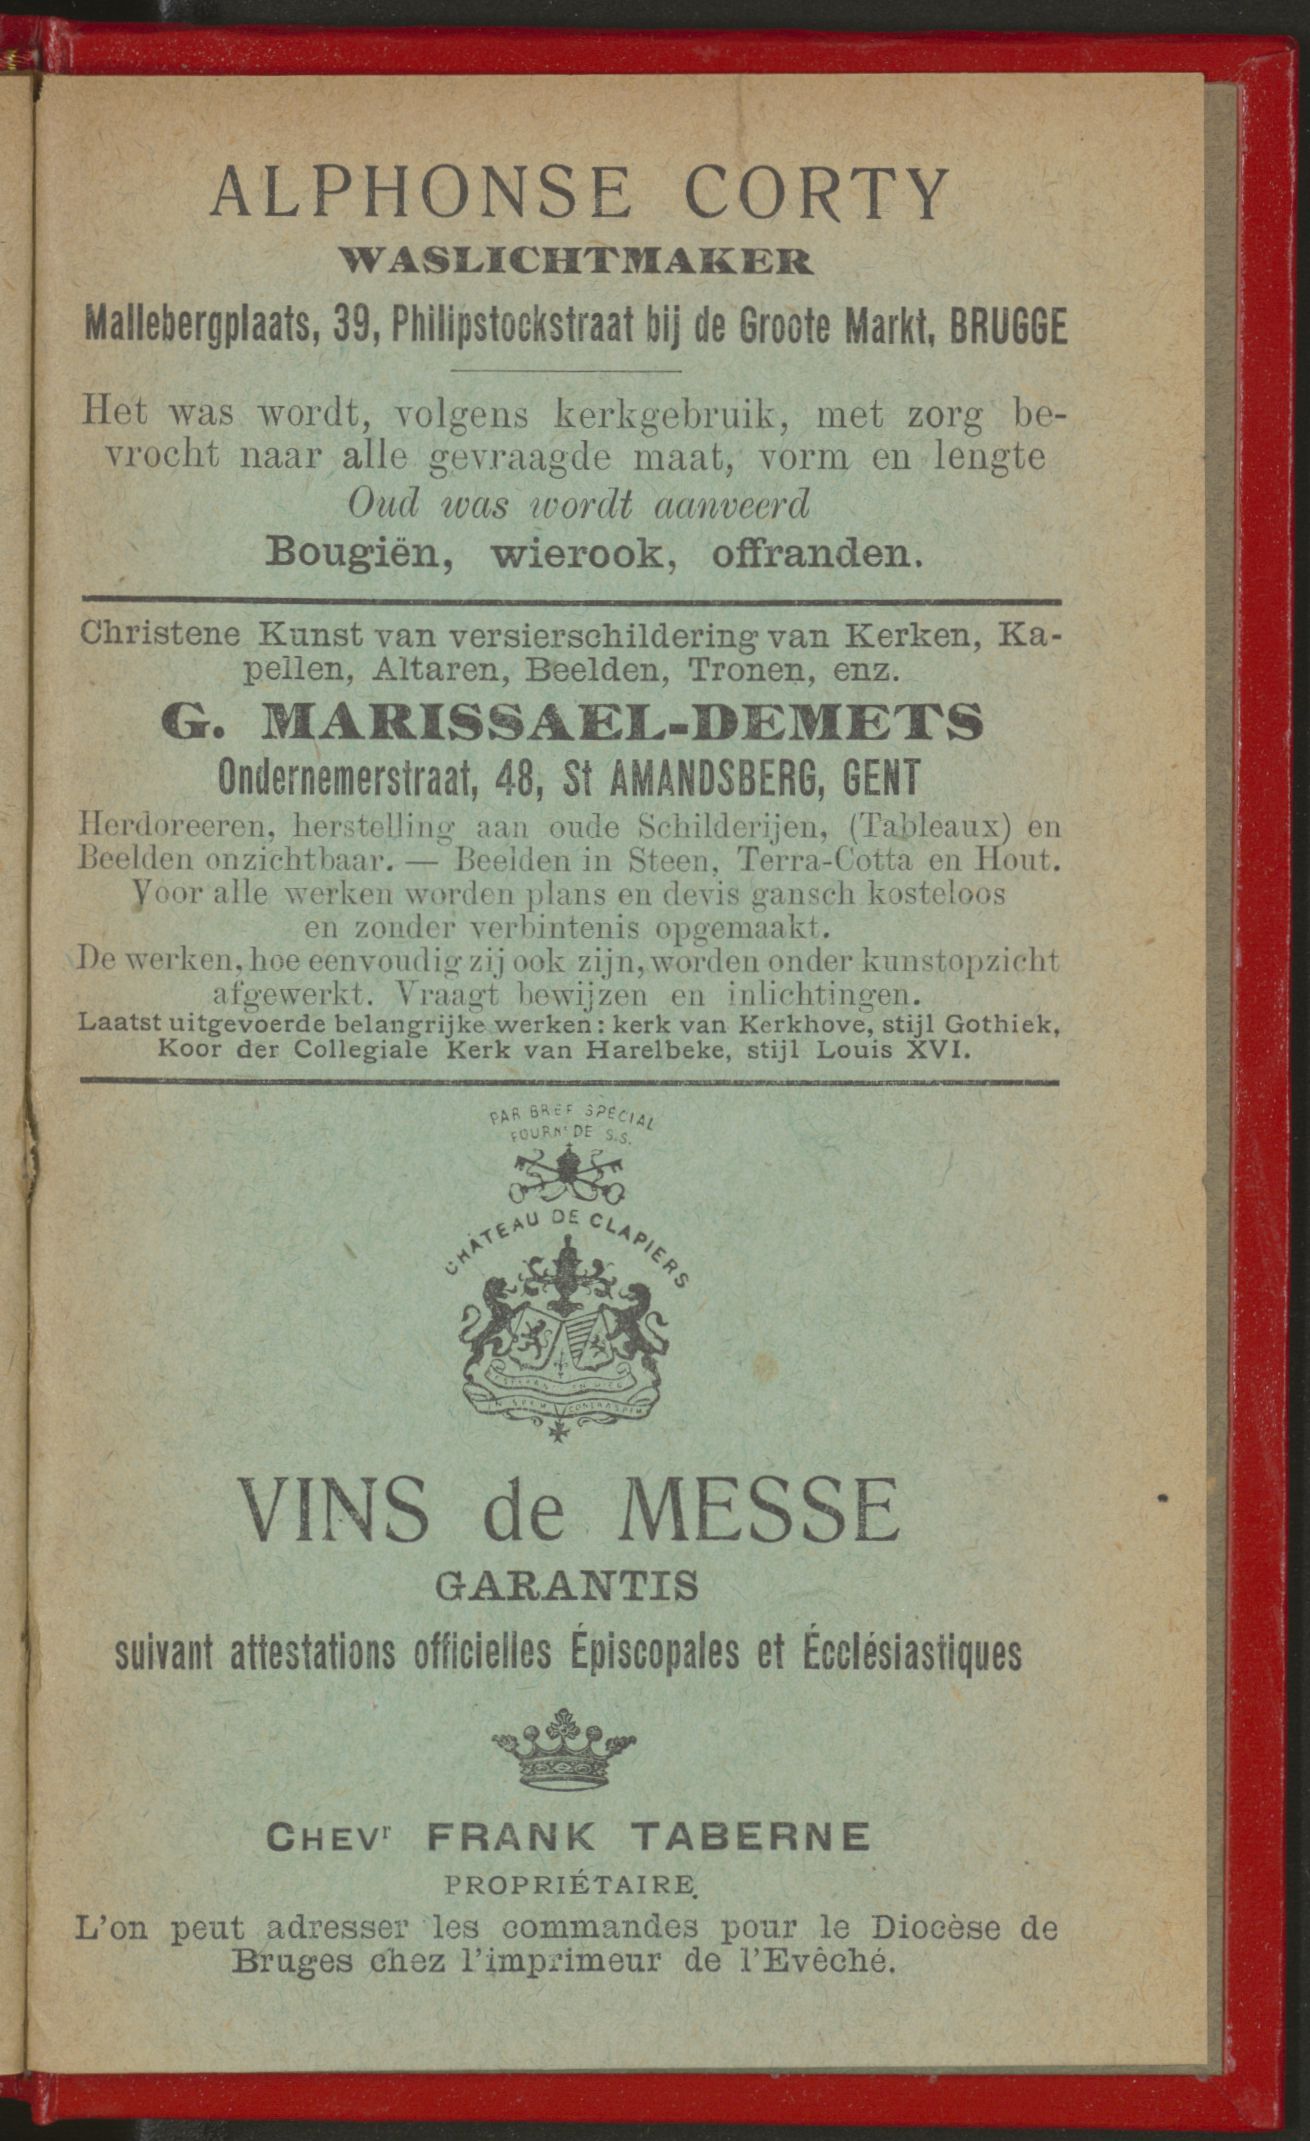 ALPHONSE CORTY
WASLICHTMAKER
Mallebergplaats, 39, Philipstockstraat bij de Groote Markt, BRUGGE
Het was wordt, volgens kerkgebruik, met zorg be-
vrocht naar alle gevraagde maat, vorm en lengte
Oud was wordt aanveerd
Bougiën, wierook, offranden.
Christene Kunst van versierschildering van Kerken, Ka-
pellen, Altaren, Beelden, Tronen, enz.
G. MARISSAEL-DEMETS
Ondernemerstraat, 48, St AMANDSBERG, GENT
Herdoreeren, herstelling aan oude Schilderijen, (Tableaux) en
Beelden onzichtbaar. — Beelden in Steen, Terra-Cotta en Hout.
Voor alle werken worden plans en devis gansch kosteloos
en zonder verbintenis opgemaakt.
De werken, hoe eenvoudig zij ook zijn, worden onder kunstopzicht
afgewerkt. Vraagt bewijzen en inlichtingen.
Laatst uitgevoerde belangrijke werken: kerk van Kerkhove, stijl Gothiek,
Koor der Collegiale Kerk van Harelbeke, stijl Louis XVI.
PAR BREF SPÉCIAL
FOURNr DE S.S.
CHÂTEAU DE CLAPIERS
VINS de MESSE
GARANTIS
suivant attestations officielles Épiscopales et Écclésiastiques
CHEVr FRANK TABERNE
PROPRIÉTAIRE.
L'on peut adresser les commandes pour le Diocèse de
Bruges chez l'imprimeur de l'Evêché.